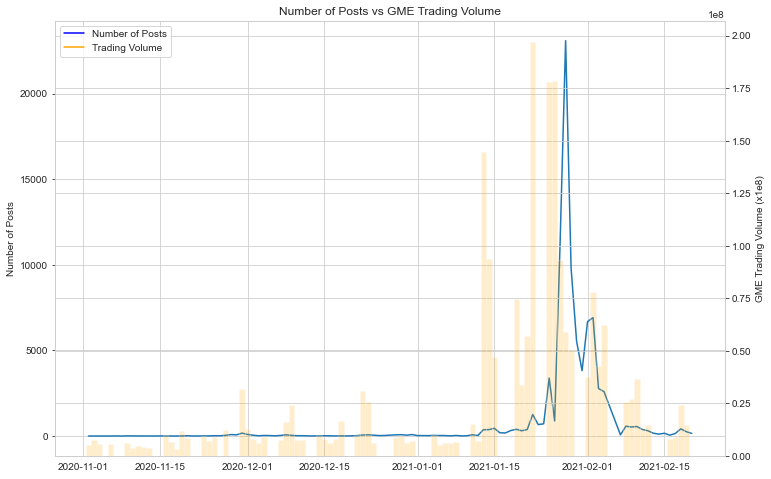 Number of Posts vs GME Trading Volume
1e8
Number of Posts
Trading Volume
Number of Posts
20000
15000
10000
5000
0
2.00
1.75
1.50
1.25
1.00
0.75
0.50
0.25
0.00
GME Trading Volume (x1e8)
2020-11-01 2020-11-15 2020-12-01 2020-12-15 2021-01-01 2021-01-15 2021-02-01 2021-02-15